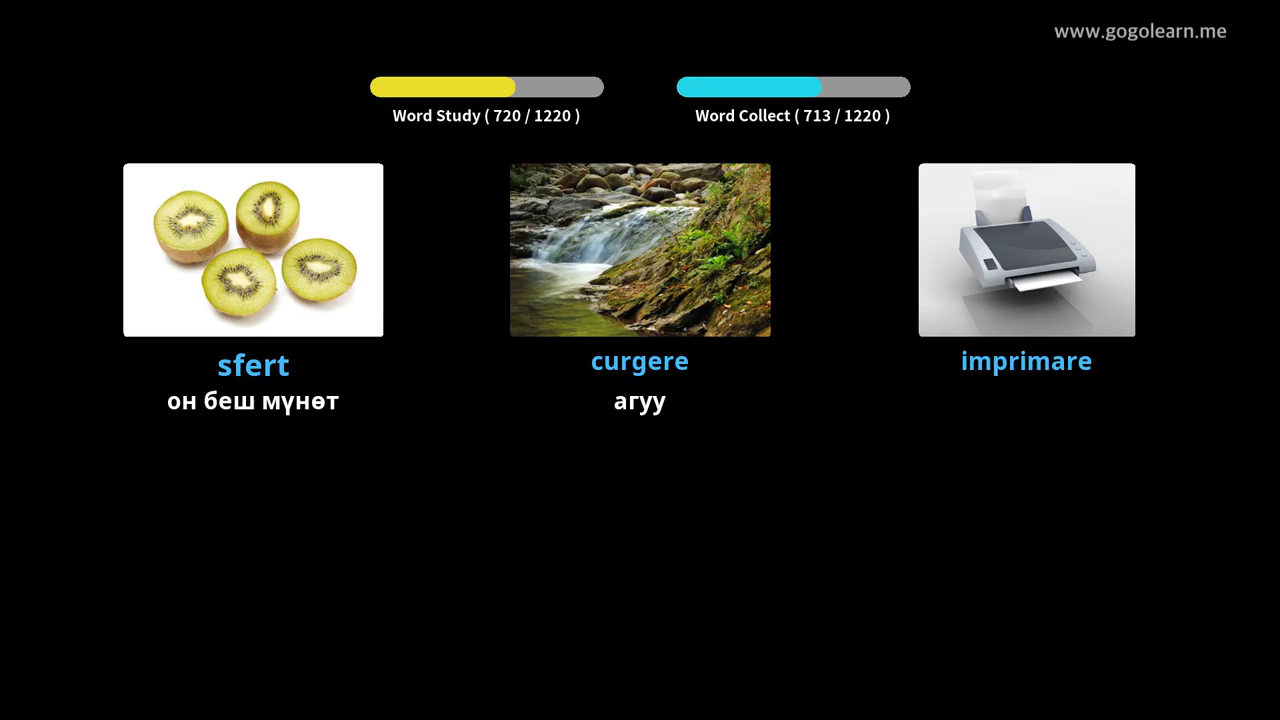 www.gogolearn.me
Word Study ( 720 / 1220 )
Word Collect ( 713 / 1220 )
sfert
он беш мүнөт
curgere
агуу
imprimare